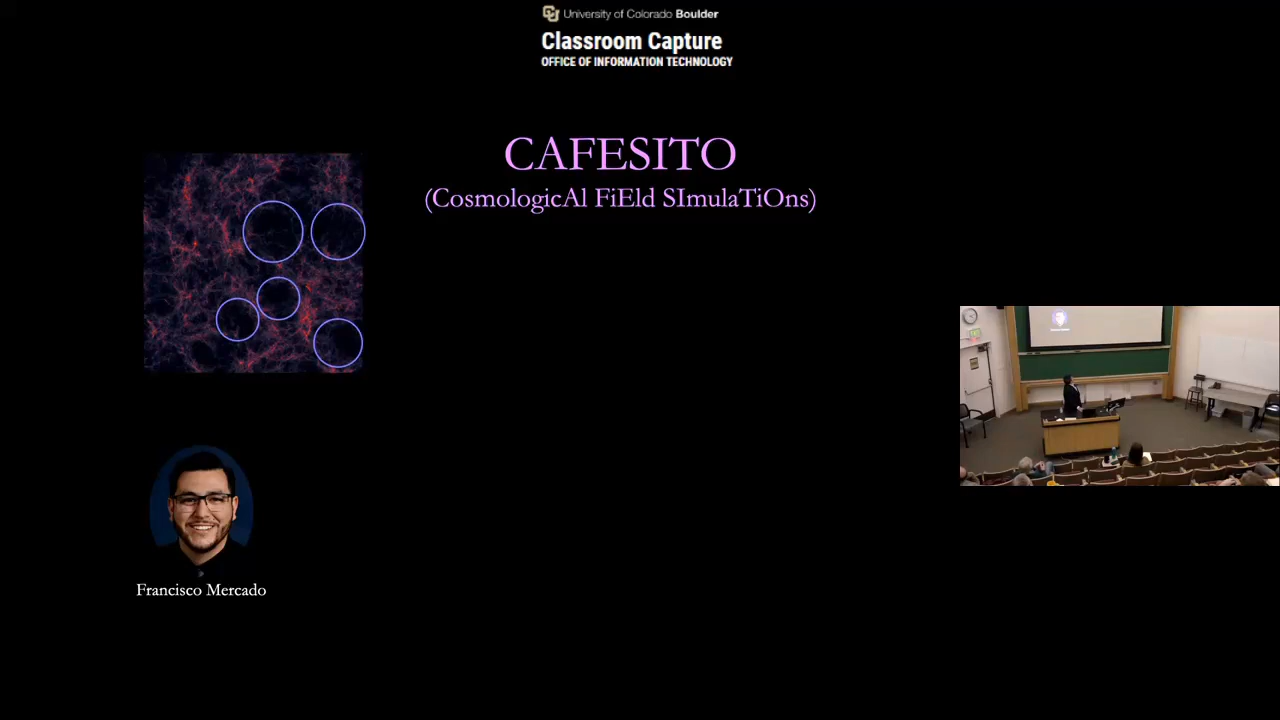 University of Colorado Boulder
Classroom Capture
OFFICE OF INFORMATION TECHNOLOGY
CAFESITO
(CosmologicAl FiEld SImulaTiOns)
Francisco Mercado